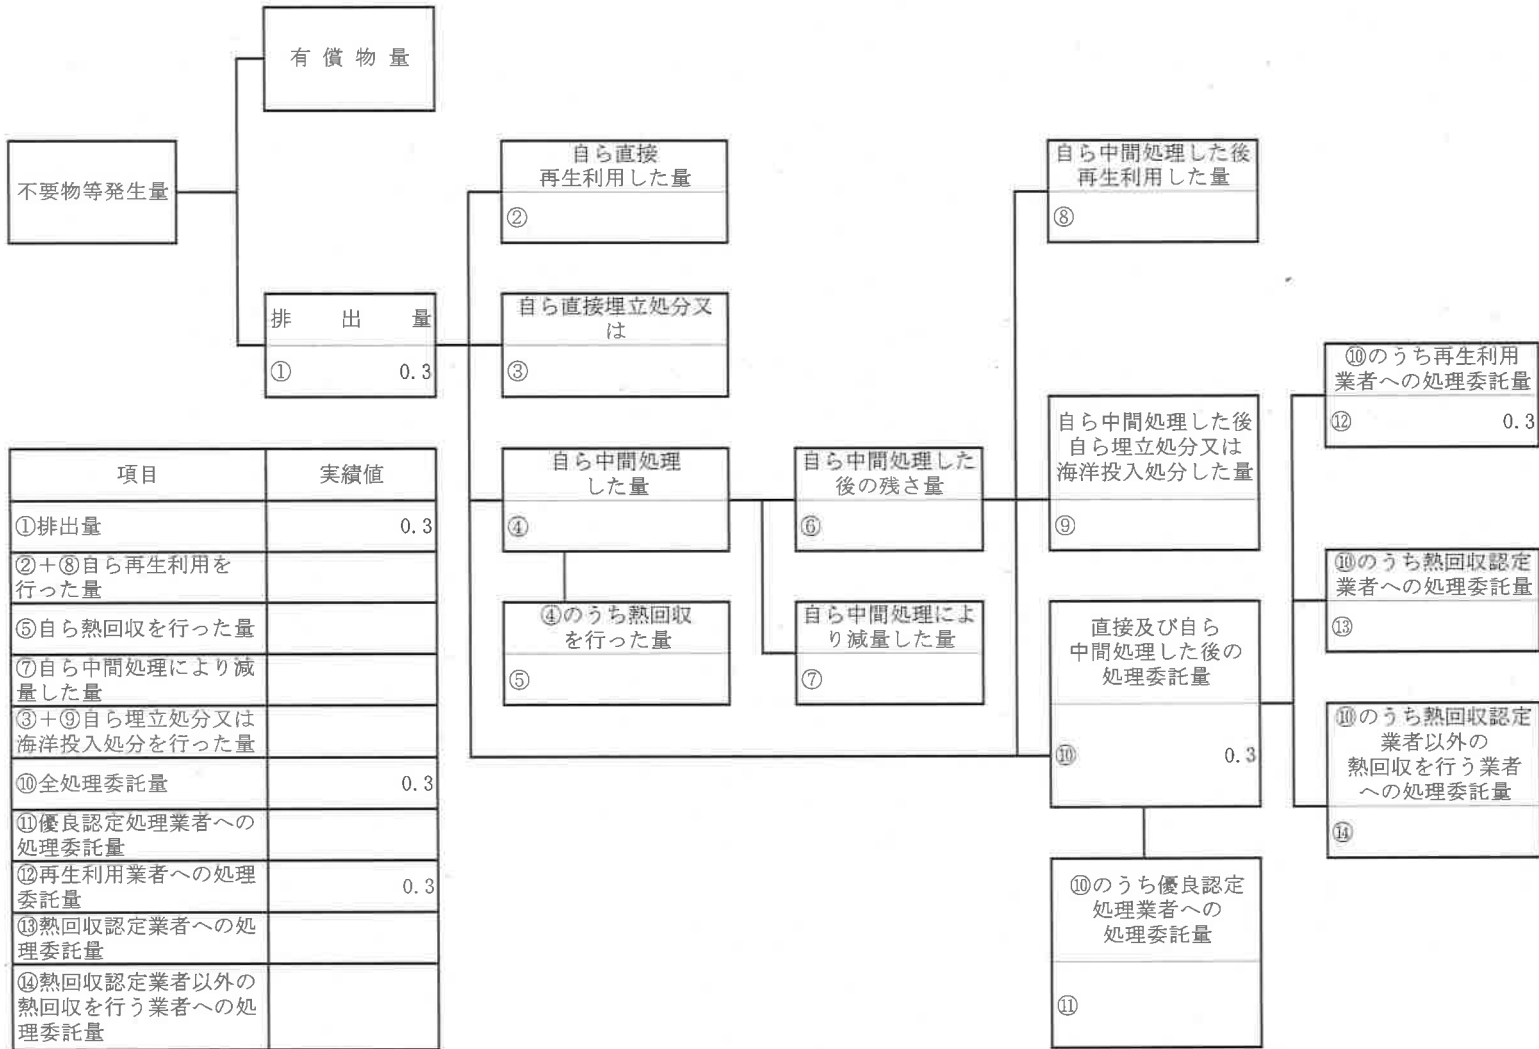 有償物量
不要物等発生量
排出量
① 0.3
自ら直接
再生利用した量
②
自ら直接埋立処分又
は
③
自ら中間処理
した量
④
④のうち熱回収
を行った量
⑤
自ら中間処理した
後の残さ量
⑥
自ら中間処理によ
り減量した量
⑦
自ら中間処理した後
再生利用した量
⑧
自ら中間処理した後
自ら埋立処分又は
海洋投入処分した量
⑨
直接及び自ら
中間処理した後の
処理委託量
⑩ 0.3
⑩のうち優良認定
処理業者への
処理委託量
⑪
⑩のうち再生利用
業者への処理委託量
⑫ 0.3
⑩のうち熱回収認定
業者への処理委託量
⑬
⑩のうち熱回収認定
業者以外の
熱回収を行う業者
への処理委託量
⑭
項目 実績値
①排出量 0.3
②＋⑧自ら再生利用を
行った量
⑤自ら熱回収を行った量
⑦自ら中間処理により減
量した量
③＋⑨自ら埋立処分又は
海洋投入処分を行った量
⑩全処理委託量 0.3
⑪優良認定処理業者への
処理委託量
⑫再生利用業者への処理
委託量 0.3
⑬熱回収認定業者への処
理委託量
⑭熱回収認定業者以外の
熱回収を行う業者への処
理委託量